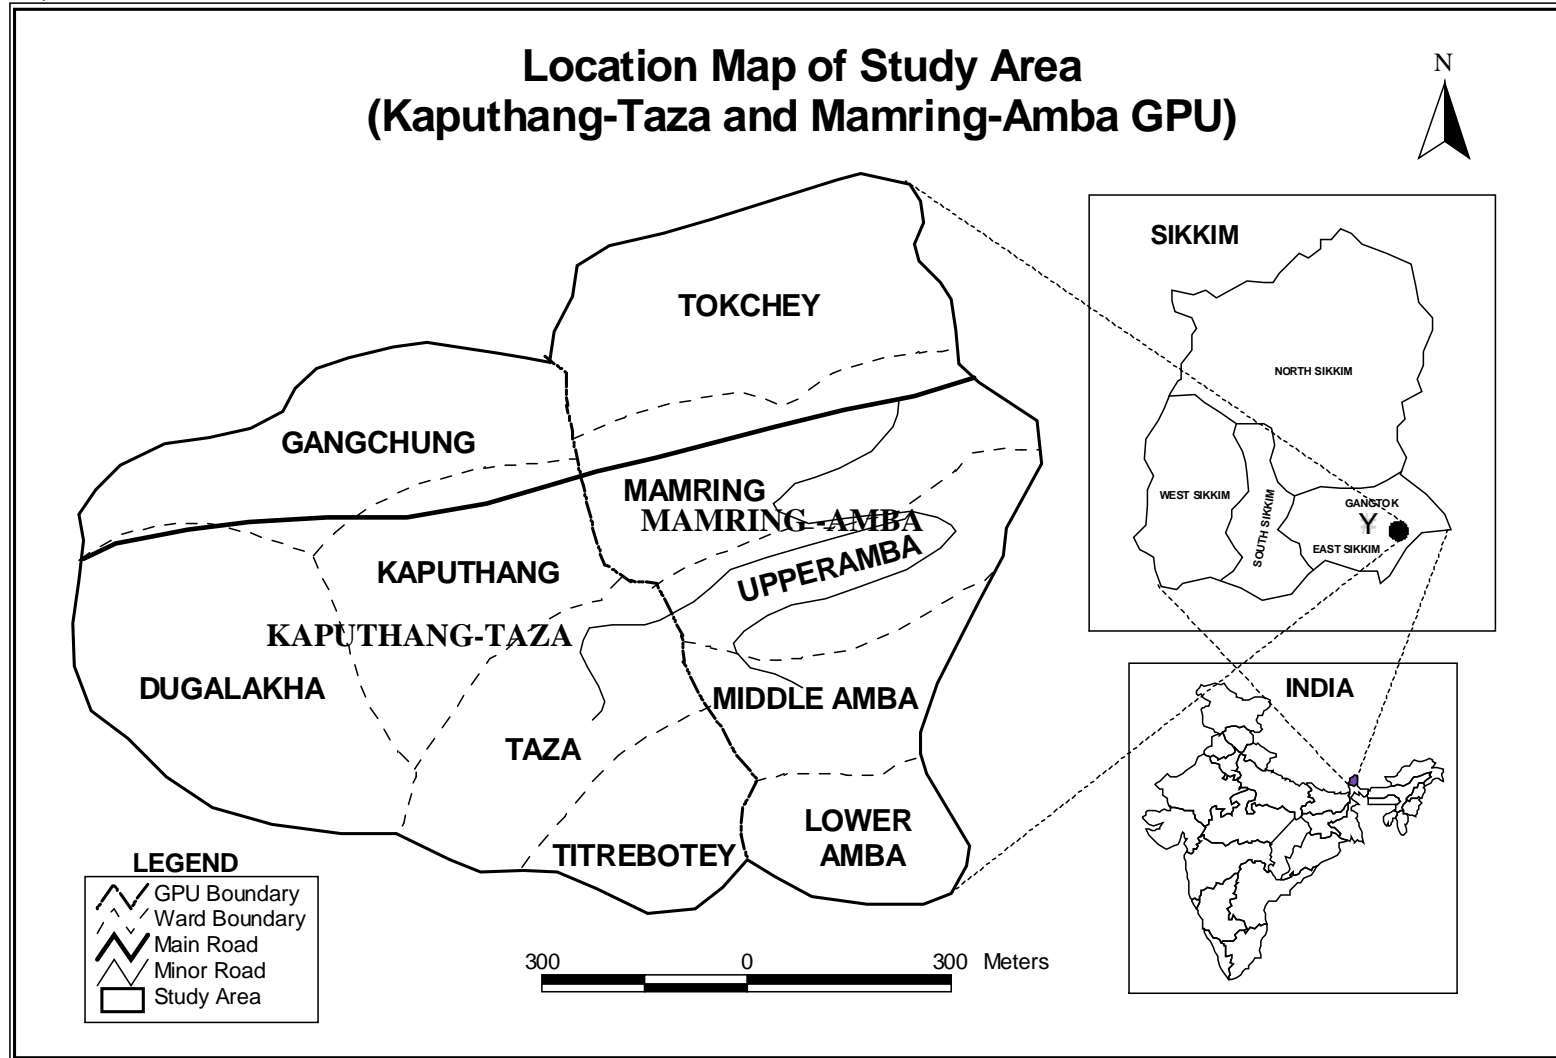 Location Map of Study Area
(Kaputhang-Taza and Mamring-Amba GPU)
N
SIKKIM
NORTH SIKKIM
WEST SIKKIM
SOUTH SIKKIM
GANGTOK
Y
EAST SIKKIM
INDIA
TOKCHEY
GANGCHUNG
MAMRING
MAMRING -AMBA
UPPERAMBA
KAPUTHANG
KAPUTHANG-TAZA
DUGALAKHA
MIDDLE AMBA
TAZA
LOWER
AMBA
TITREBOTEY
LEGEND
GPU Boundary
Ward Boundary
Main Road
Minor Road
Study Area
300 0 300 Meters